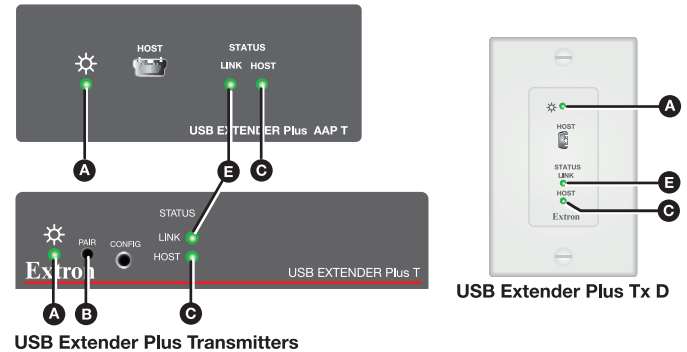 HOST
STATUS
LINK HOST
USB EXTENDER Plus AAP T
A
E
C
STATUS
LINK
HOST
PAIR
CONFIG
Extron
USB EXTENDER Plus T
A
B
C
USB Extender Plus Transmitters
A
HOST
STATUS
LINK
E
HOST
C
Extron
USB Extender Plus Tx D